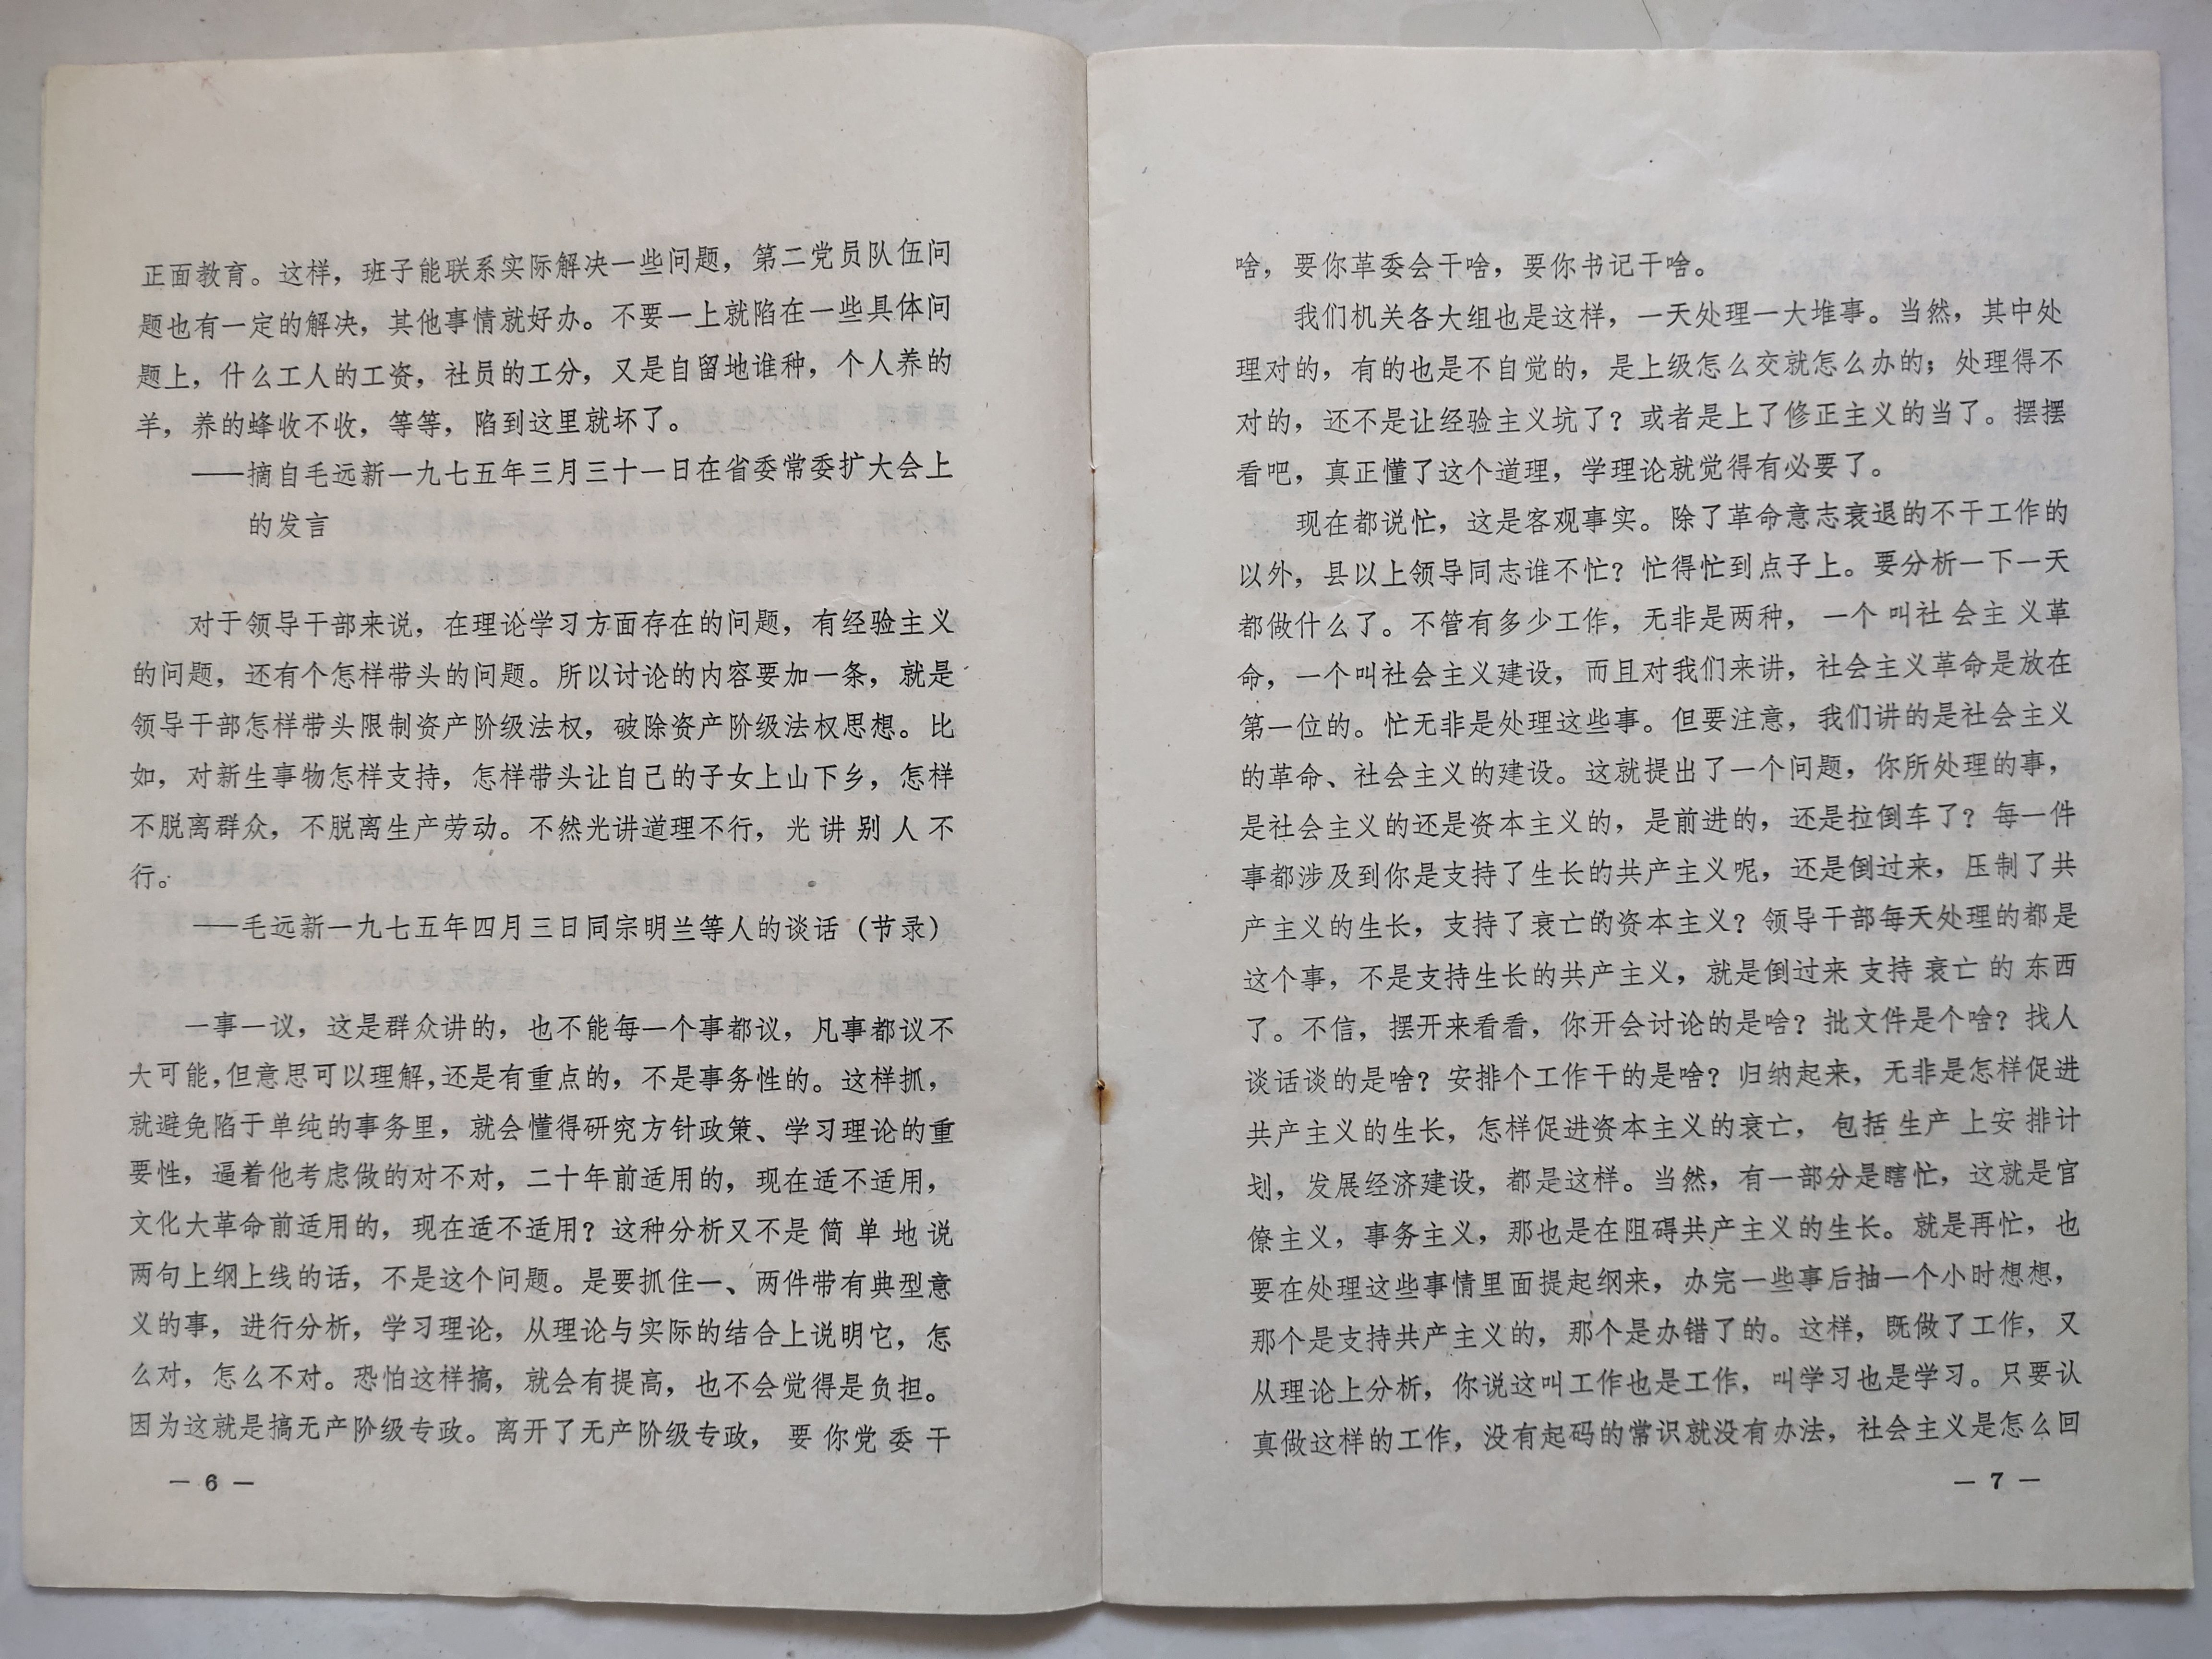 正面教育。这样，班子能联系实际解决一些问题，第二党员队伍问
题也有一定的解决，其他事情就好办。不要一上就陷在一些具体问
题上，什么工人的工资，社员的工分，又是自留地谁种，个人养的
羊，养的蜂收不收，等等，陷到这里就坏了。
——摘自毛远新一九七五年三月三十一日在省委常委扩大会上
的发言
对于领导干部来说，在理论学习方面存在的问题，有经验主义
的问题，还有个怎样带头的问题。所以讨论的内容要加一条，就是
领导干部怎样带头限制资产阶级法权，破除资产阶级法权思想。比
如，对新生事物怎样支持，怎样带头让自己的子女上山下乡，怎样
不脱离群众，不脱离生产劳动。不然光讲道理不行，光讲别人不
行。
——毛远新一九七五年四月三日同宗明兰等人的谈话（节录）
一事一议，这是群众讲的，也不能每一个事都议，凡事都议不
大可能，但意思可以理解，还是有重点的，不是事务性的。这样抓，
就避免陷于单纯的事务里，就会懂得研究方针政策、学习理论的重
要性，逼着他考虑做的对不对，二十年前适用的，现在适不适用，
文化大革命前适用的，现在适不适用？这种分析又不是简单地说
两句上纲上线的话，不是这个问题。是要抓住一、两件带有典型意
义的事，进行分析，学习理论，从理论与实际的结合上说明它，怎
么对，怎么不对。恐怕这样搞，就会有提高，也不会觉得是负担。
因为这就是搞无产阶级专政。离开了无产阶级专政，要你党委干
— 6 —
啥，要你革委会干啥，要你书记干啥。
我们机关各大组也是这样，一天处理一大堆事。当然，其中处
理对的，有的也是不自觉的，是上级怎么交就怎么办的；处理得不
对的，还不是让经验主义坑了？或者是上了修正主义的当了。摆摆
看吧，真正懂了这个道理，学理论就觉得有必要了。
现在都说忙，这是客观事实。除了革命意志衰退的不干工作的
以外，县以上领导同志谁不忙？忙得忙到点子上。要分析一下一天
都做什么了。不管有多少工作，无非是两种，一个叫社会主义革
命，一个叫社会主义建设，而且对我们来讲，社会主义革命是放在
第一位的。忙无非是处理这些事。但要注意，我们讲的是社会主义
的革命、社会主义的建设。这就提出了一个问题，你所处理的事，
是社会主义的还是资本主义的，是前进的，还是拉倒车了？每一件
事都涉及到你是支持了生长的共产主义呢，还是倒过来，压制了共
产主义的生长，支持了衰亡的资本主义？领导干部每天处理的都是
这个事，不是支持生长的共产主义，就是倒过来支持衰亡的东西
了。不信，摆开来看看，你开会讨论的是啥？批文件是个啥？找人
谈话谈的是啥？安排个工作干的是啥？归纳起来，无非是怎样促进
共产主义的生长，怎样促进资本主义的衰亡，包括生产上安排计
划，发展经济建设，都是这样。当然，有一部分是瞎忙，这就是官
僚主义，事务主义，那也是在阻碍共产主义的生长。就是再忙，也
要在处理这些事情里面提起纲来，办完一些事后抽一个小时想想，
那个是支持共产主义的，那个是办错了的。这样，既做了工作，又
从理论上分析，你说这叫工作也是工作，叫学习也是学习。只要认
真做这样的工作，没有起码的常识就没有办法，社会主义是怎么回
— 7 —